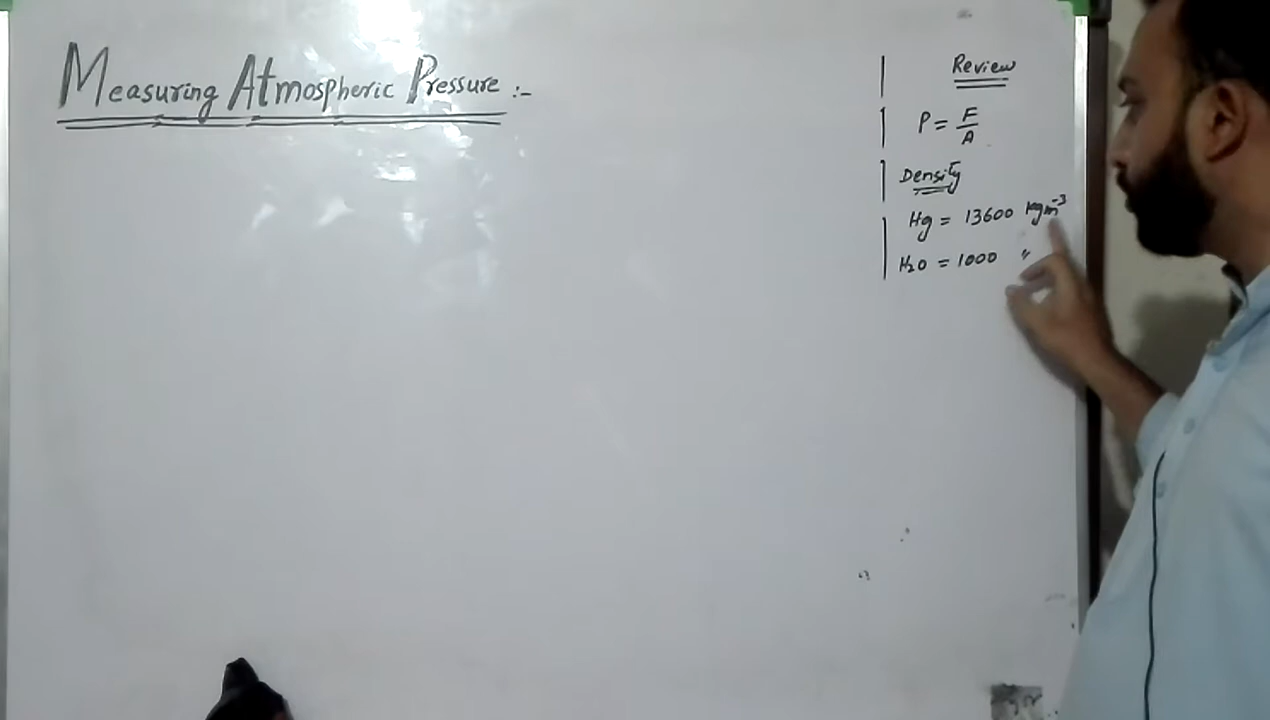 Measuring Atmospheric Pressure :-
Review
P = F/A
Density
Hg = 13600 kgm⁻³
H₂O = 1000 "